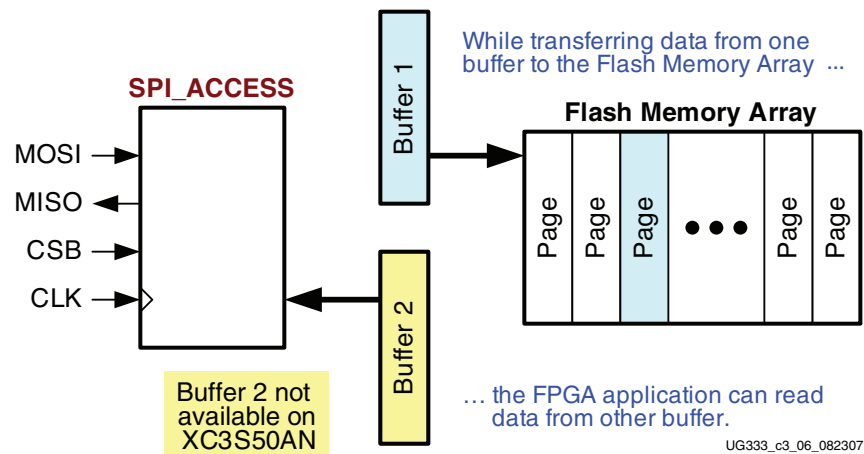 While transferring data from one
buffer to the Flash Memory Array ...
SPI_ACCESS
Buffer 1
Flash Memory Array
MOSI
MISO
CSB
CLK
Page
Page
Page
•••
Page
Page
Buffer 2
Buffer 2 not
available on
XC3S50AN
... the FPGA application can read
data from other buffer.
UG333_c3_06_082307